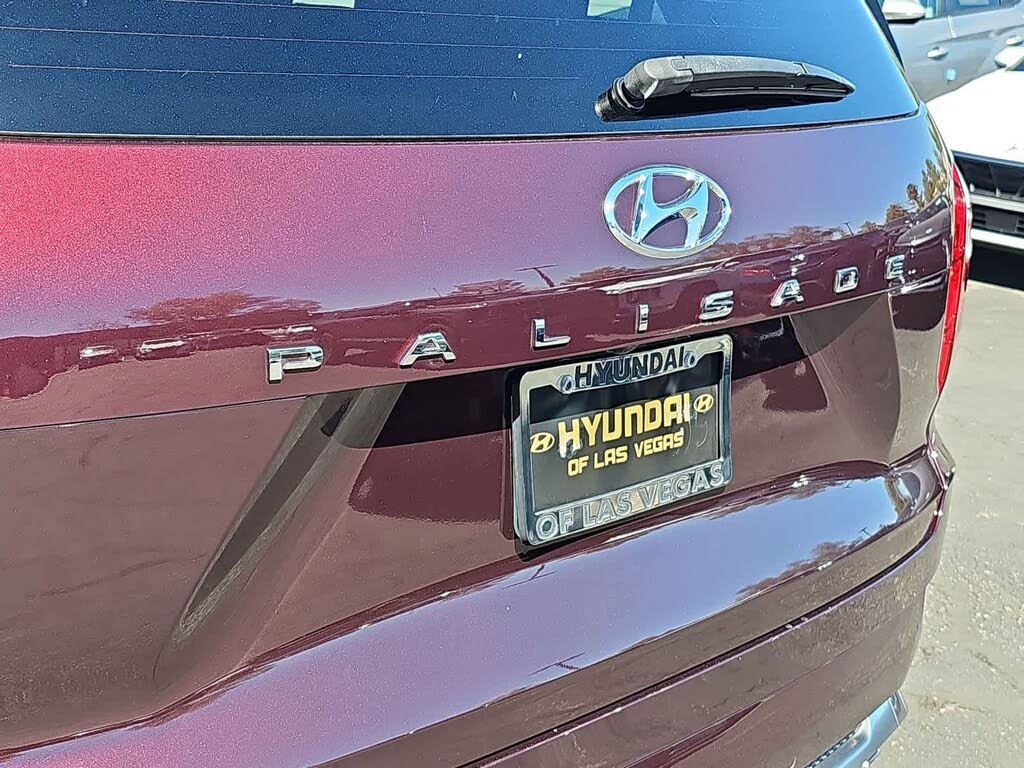 PALISADE
HYUNDAI
HYUNDAI
OF LAS VEGAS
OF LAS VEGAS